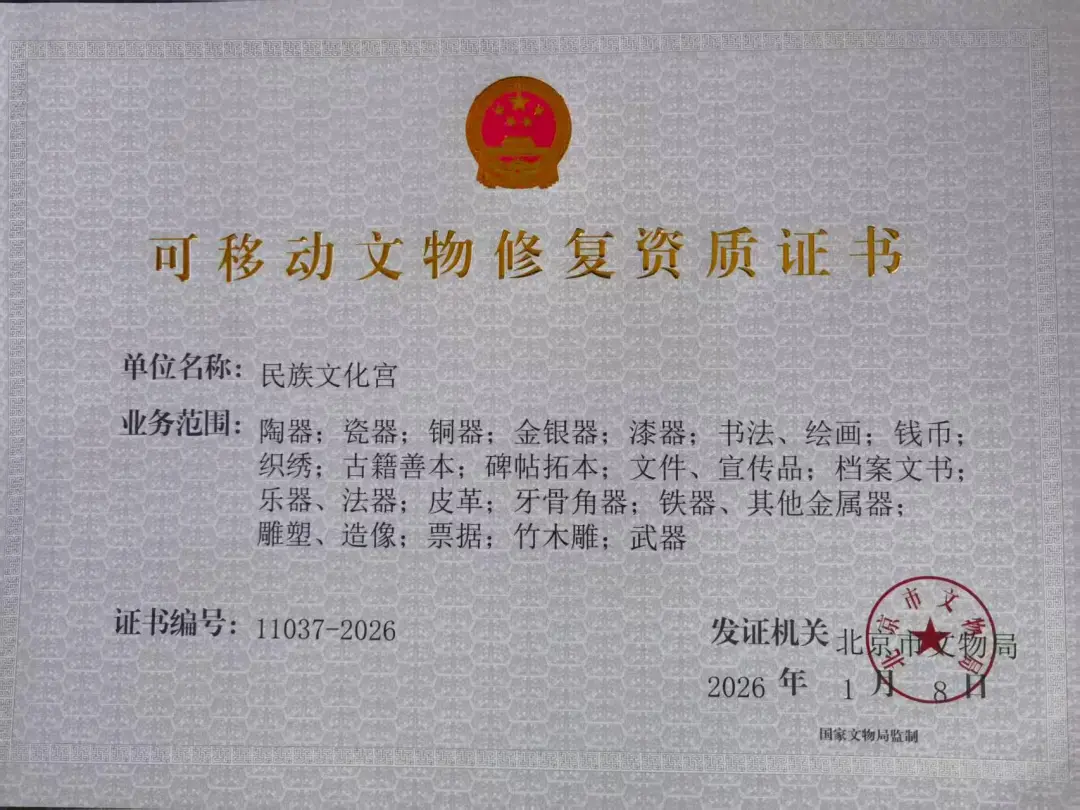 可移动文物修复资质证书
单位名称：民族文化宫
业务范围：陶器；瓷器；铜器；金银器；漆器；书法、绘画；钱币；
织绣；古籍善本；碑帖拓本；文件、宣传品；档案文书；
乐器、法器；皮革；牙骨角器；铁器、其他金属器；
雕塑、造像；票据；竹木雕；武器
证书编号：11037-2026
发证机关 北京市文物局
2026 年 1 月 8 日
北京市文物局
国家文物局监制